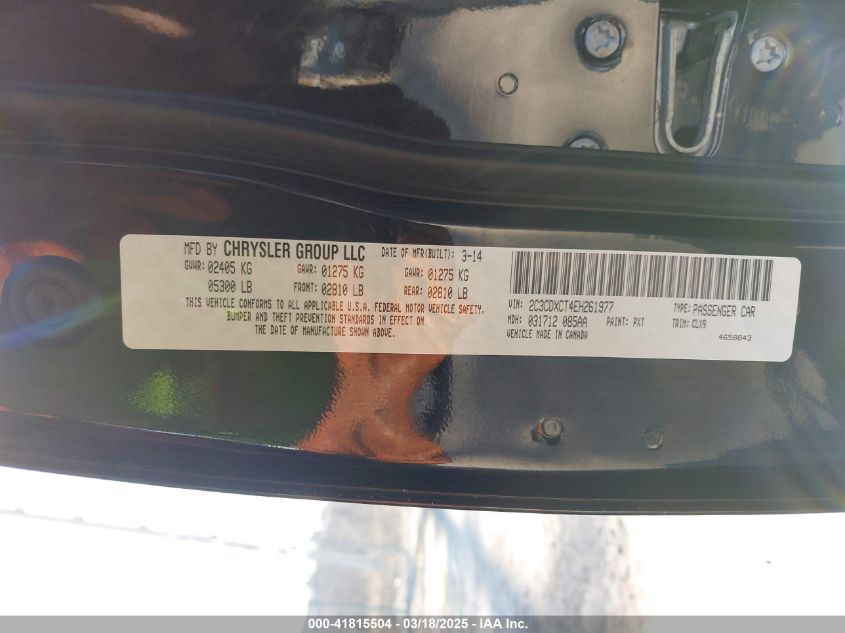 MFD BY CHRYSLER GROUP LLC DATE OF MFR(BUILT): 3-14
GVWR: 02405 KG GAWR: 01275 KG GAWR: 01275 KG
05300 LB FRONT: 02810 LB REAR: 02810 LB
THIS VEHICLE CONFORMS TO ALL APPLICABLE U.S.A. FEDERAL MOTOR VEHICLE SAFETY,
BUMPER AND THEFT PREVENTION STANDARDS IN EFFECT ON
THE DATE OF MANUFACTURE SHOWN ABOVE.
VIN: 2C3CDXCT4EH261977 TYPE: PASSENGER CAR
MDH: 031712 085AA PAINT: PXT TRIM: CLX9
VEHICLE MADE IN CANADA 4658843
000-41815504 — 03/18/2025 — IAA Inc.